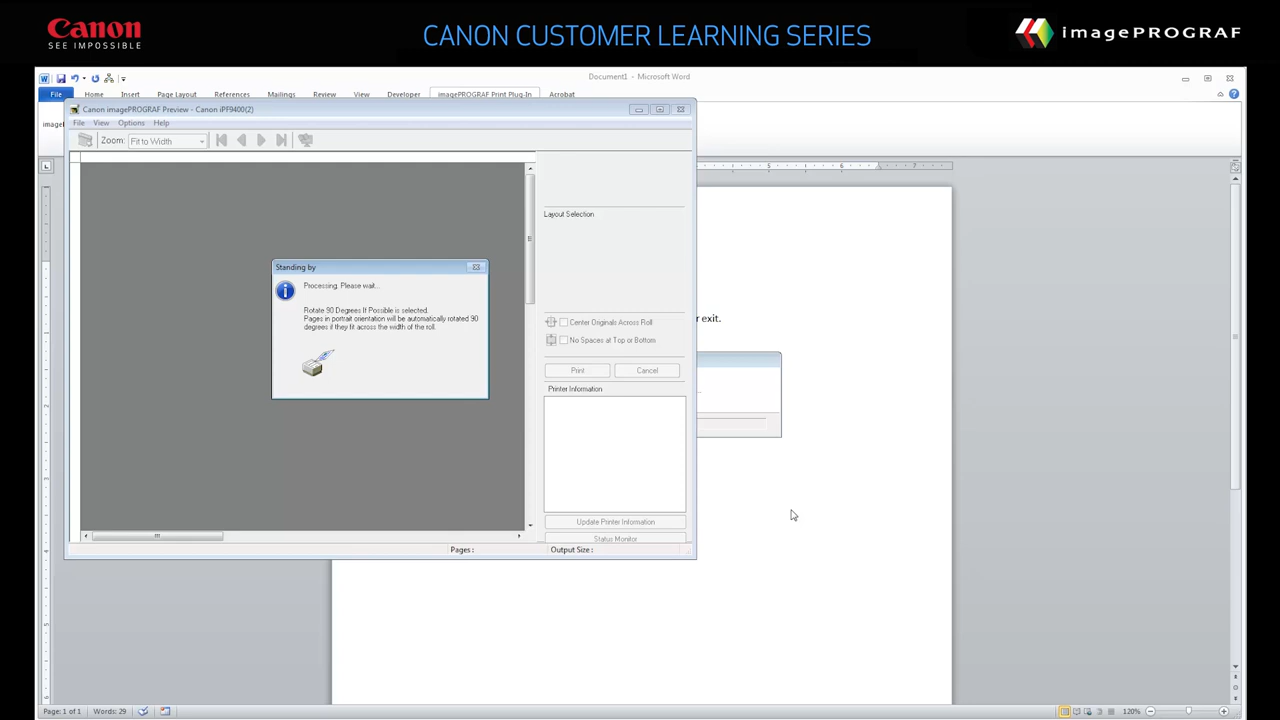 Canon
SEE IMPOSSIBLE
CANON CUSTOMER LEARNING SERIES
imagePROGRAF
Document1 - Microsoft Word
File Home Insert Page Layout References Mailings Review View Developer imagePROGRAF Print Plug-In Acrobat
Canon imagePROGRAF Preview - Canon iPF9400(2)
File View Options Help
Zoom: Fit to Width
Layout Selection
Standing by
Processing. Please wait...
Rotate 90 Degrees If Possible is selected.
Pages in portrait orientation will be automatically rotated 90
degrees if they fit across the width of the roll.
Center Originals Across Roll
No Spaces at Top or Bottom
Print Cancel
Printer Information
Update Printer Information
Status Monitor
Pages : Output Size :
r exit.
Page: 1 of 1 Words: 29 120%